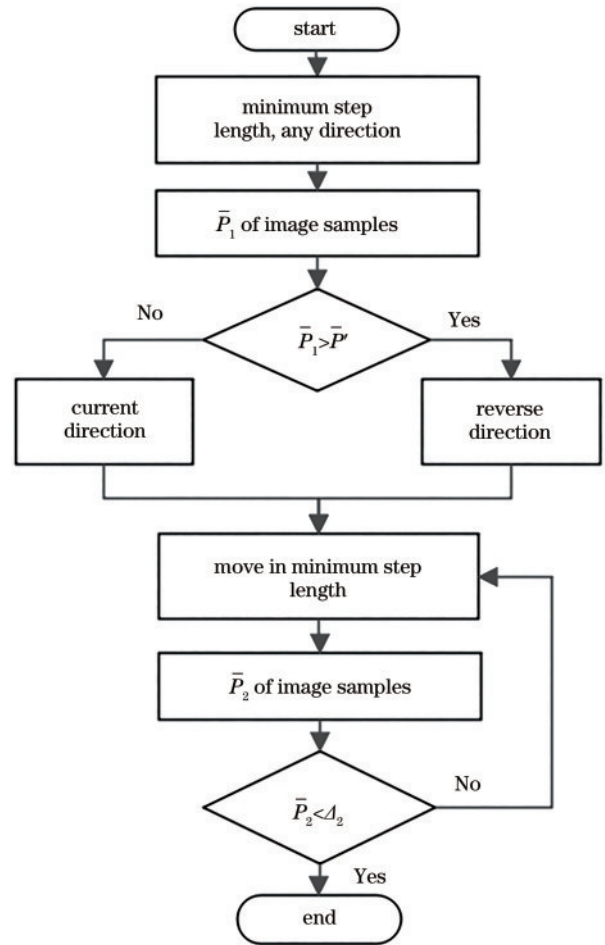 start
minimum step
length, any direction
P̄₁ of image samples
No
P̄₁>P̄′
Yes
current
direction
reverse
direction
move in minimum step
length
P̄₂ of image samples
No
P̄₂<Δ₂
Yes
end